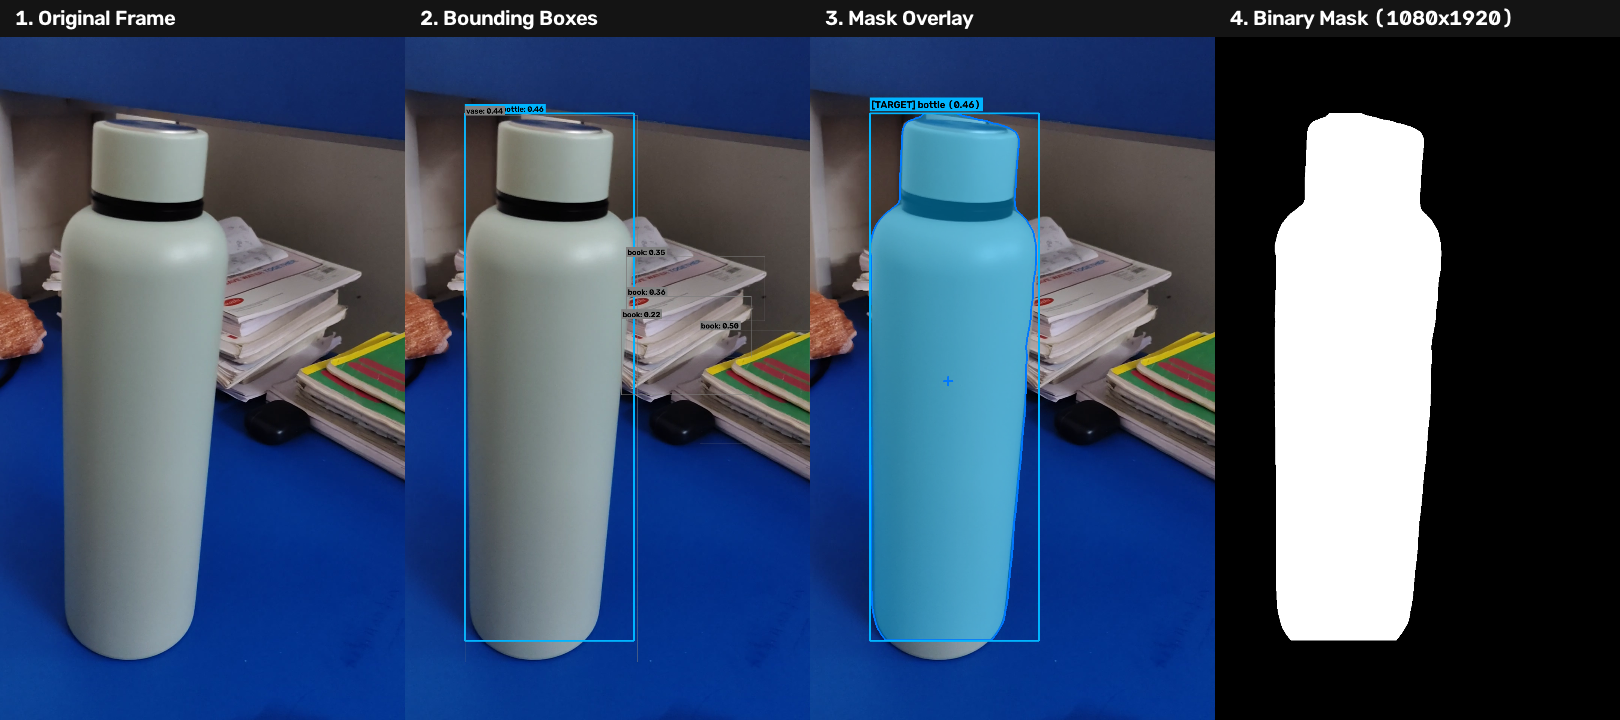 1. Original Frame
2. Bounding Boxes
3. Mask Overlay
4. Binary Mask (1080x1920)
vase: 0.44
bottle: 0.46
[TARGET] bottle (0.46)
book: 0.35
book: 0.36
book: 0.22
book: 0.50